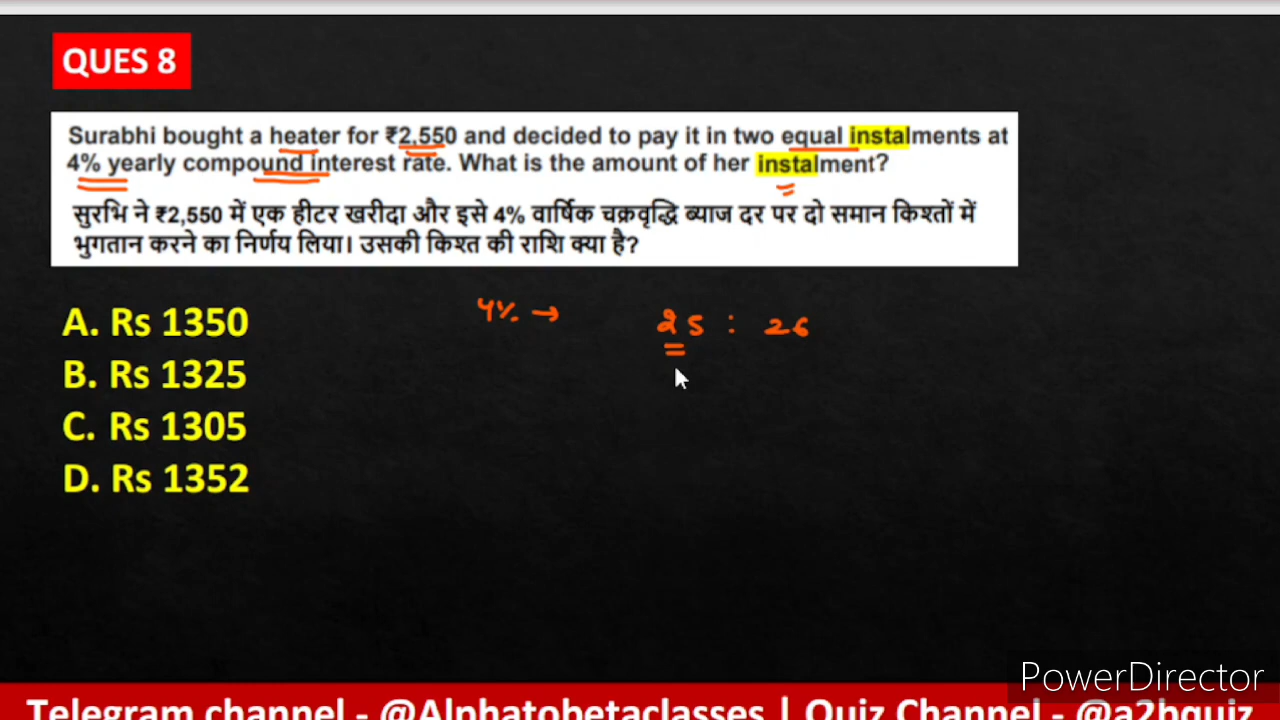 QUES 8
Surabhi bought a heater for ₹2,550 and decided to pay it in two equal instalments at
4% yearly compound interest rate. What is the amount of her instalment?
सुरभि ने ₹2,550 में एक हीटर खरीदा और इसे 4% वार्षिक चक्रवृद्धि ब्याज दर पर दो समान किश्तों में
भुगतान करने का निर्णय लिया। उसकी किश्त की राशि क्या है?
4% → 25 : 26
A. Rs 1350
B. Rs 1325
C. Rs 1305
D. Rs 1352
PowerDirector
Telegram channel - @Alphatobetaclasses | Quiz Channel - @a2bquiz